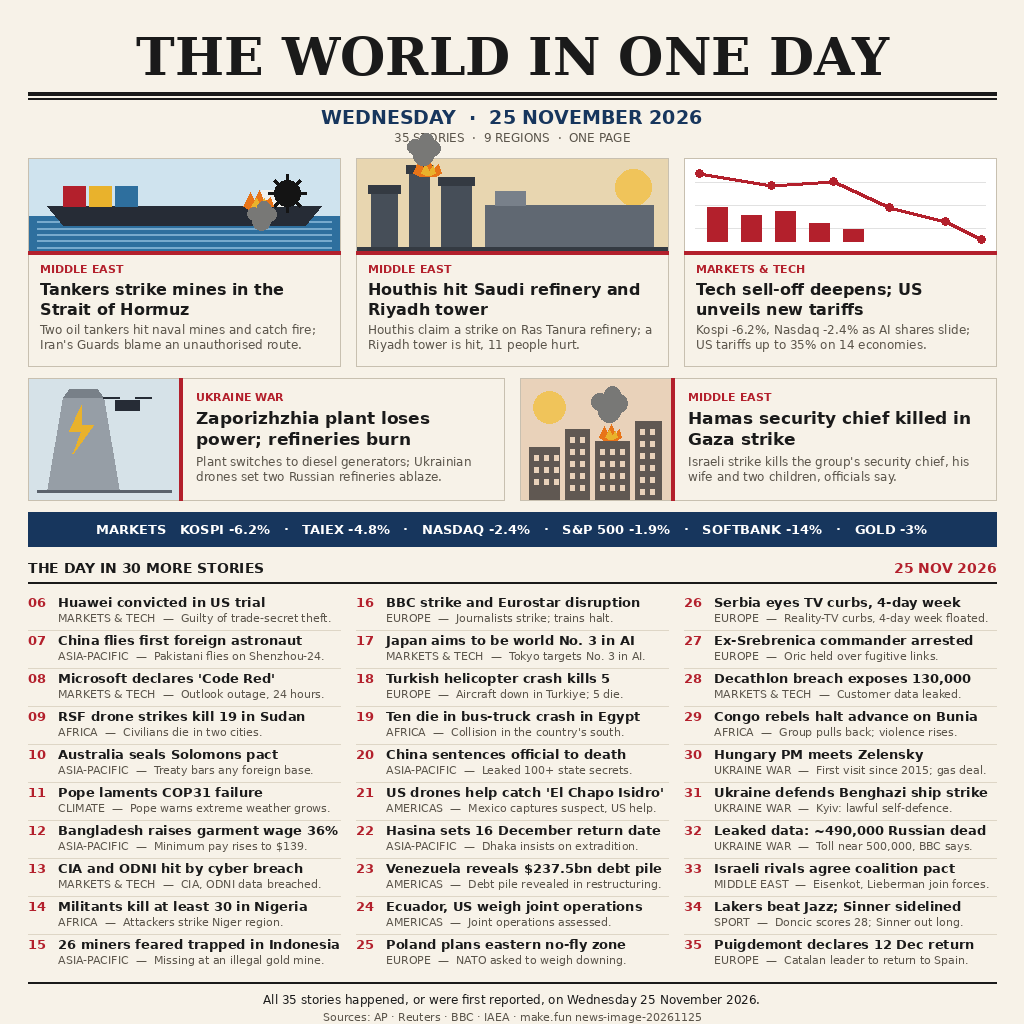 THE WORLD IN ONE DAY
WEDNESDAY · 25 NOVEMBER 2026
35 STORIES · 9 REGIONS · ONE PAGE
MIDDLE EAST
Tankers strike mines in the
Strait of Hormuz
Two oil tankers hit naval mines and catch fire;
Iran's Guards blame an unauthorised route.
MIDDLE EAST
Houthis hit Saudi refinery and
Riyadh tower
Houthis claim a strike on Ras Tanura refinery; a
Riyadh tower is hit, 11 people hurt.
MARKETS & TECH
Tech sell-off deepens; US
unveils new tariffs
Kospi -6.2%, Nasdaq -2.4% as AI shares slide;
US tariffs up to 35% on 14 economies.
UKRAINE WAR
Zaporizhzhia plant loses
power; refineries burn
Plant switches to diesel generators; Ukrainian
drones set two Russian refineries ablaze.
MIDDLE EAST
Hamas security chief killed in
Gaza strike
Israeli strike kills the group's security chief, his
wife and two children, officials say.
MARKETS KOSPI -6.2% · TAIEX -4.8% · NASDAQ -2.4% · S&P 500 -1.9% · SOFTBANK -14% · GOLD -3%
THE DAY IN 30 MORE STORIES
25 NOV 2026
06 Huawei convicted in US trial
MARKETS & TECH — Guilty of trade-secret theft.
07 China flies first foreign astronaut
ASIA-PACIFIC — Pakistani flies on Shenzhou-24.
08 Microsoft declares 'Code Red'
MARKETS & TECH — Outlook outage, 24 hours.
09 RSF drone strikes kill 19 in Sudan
AFRICA — Civilians die in two cities.
10 Australia seals Solomons pact
ASIA-PACIFIC — Treaty bars any foreign base.
11 Pope laments COP31 failure
CLIMATE — Pope warns extreme weather grows.
12 Bangladesh raises garment wage 36%
ASIA-PACIFIC — Minimum pay rises to $139.
13 CIA and ODNI hit by cyber breach
MARKETS & TECH — CIA, ODNI data breached.
14 Militants kill at least 30 in Nigeria
AFRICA — Attackers strike Niger region.
15 26 miners feared trapped in Indonesia
ASIA-PACIFIC — Missing at an illegal gold mine.
16 BBC strike and Eurostar disruption
EUROPE — Journalists strike; trains halt.
17 Japan aims to be world No. 3 in AI
MARKETS & TECH — Tokyo targets No. 3 in AI.
18 Turkish helicopter crash kills 5
EUROPE — Aircraft down in Turkiye; 5 die.
19 Ten die in bus-truck crash in Egypt
AFRICA — Collision in the country's south.
20 China sentences official to death
ASIA-PACIFIC — Leaked 100+ state secrets.
21 US drones help catch 'El Chapo Isidro'
AMERICAS — Mexico captures suspect, US help.
22 Hasina sets 16 December return date
ASIA-PACIFIC — Dhaka insists on extradition.
23 Venezuela reveals $237.5bn debt pile
AMERICAS — Debt pile revealed in restructuring.
24 Ecuador, US weigh joint operations
AMERICAS — Joint operations assessed.
25 Poland plans eastern no-fly zone
EUROPE — NATO asked to weigh downing.
26 Serbia eyes TV curbs, 4-day week
EUROPE — Reality-TV curbs, 4-day week floated.
27 Ex-Srebrenica commander arrested
EUROPE — Oric held over fugitive links.
28 Decathlon breach exposes 130,000
MARKETS & TECH — Customer data leaked.
29 Congo rebels halt advance on Bunia
AFRICA — Group pulls back; violence rises.
30 Hungary PM meets Zelensky
UKRAINE WAR — First visit since 2015; gas deal.
31 Ukraine defends Benghazi ship strike
UKRAINE WAR — Kyiv: lawful self-defence.
32 Leaked data: ~490,000 Russian dead
UKRAINE WAR — Toll near 500,000, BBC says.
33 Israeli rivals agree coalition pact
MIDDLE EAST — Eisenkot, Lieberman join forces.
34 Lakers beat Jazz; Sinner sidelined
SPORT — Doncic scores 28; Sinner out long.
35 Puigdemont declares 12 Dec return
EUROPE — Catalan leader to return to Spain.
All 35 stories happened, or were first reported, on Wednesday 25 November 2026.
Sources: AP · Reuters · BBC · IAEA · make.fun news-image-20261125